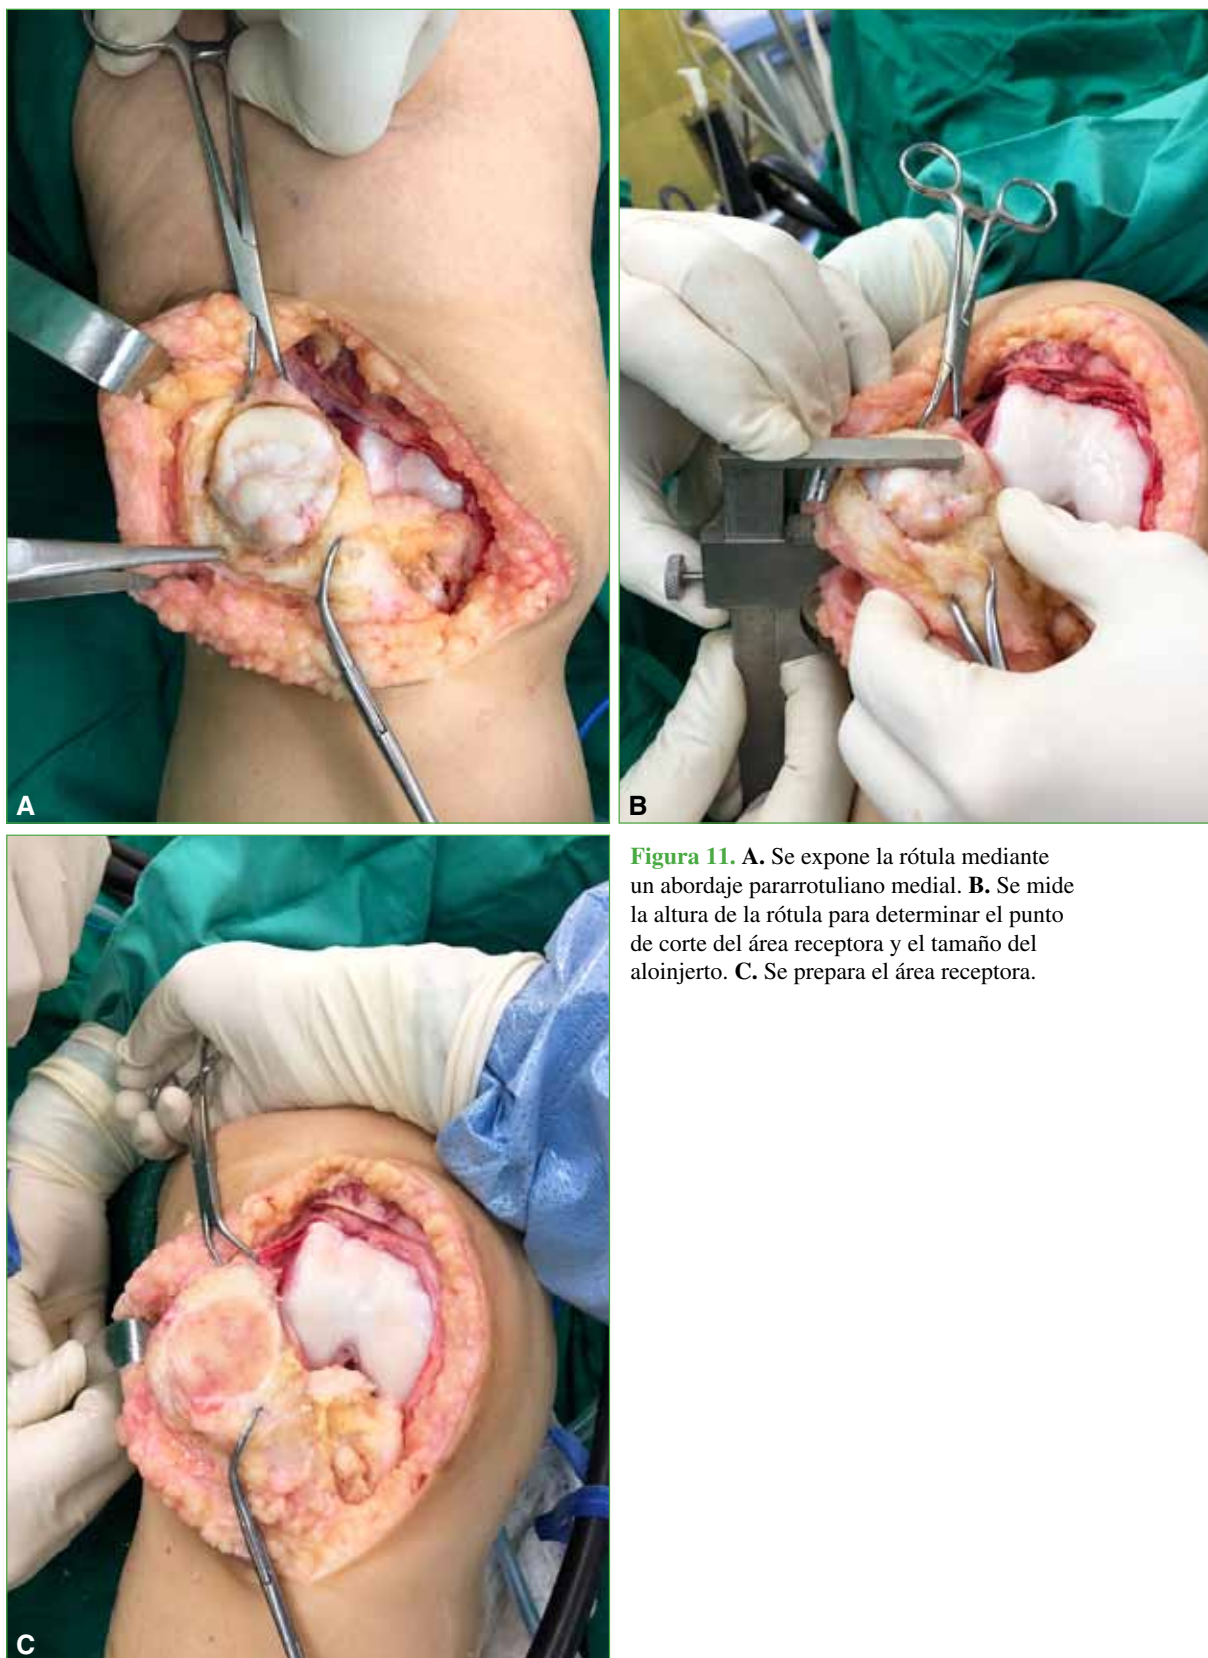 A
B
C
Figura 11. A. Se expone la rótula mediante
un abordaje pararrotuliano medial. B. Se mide
la altura de la rótula para determinar el punto
de corte del área receptora y el tamaño del
aloinjerto. C. Se prepara el área receptora.